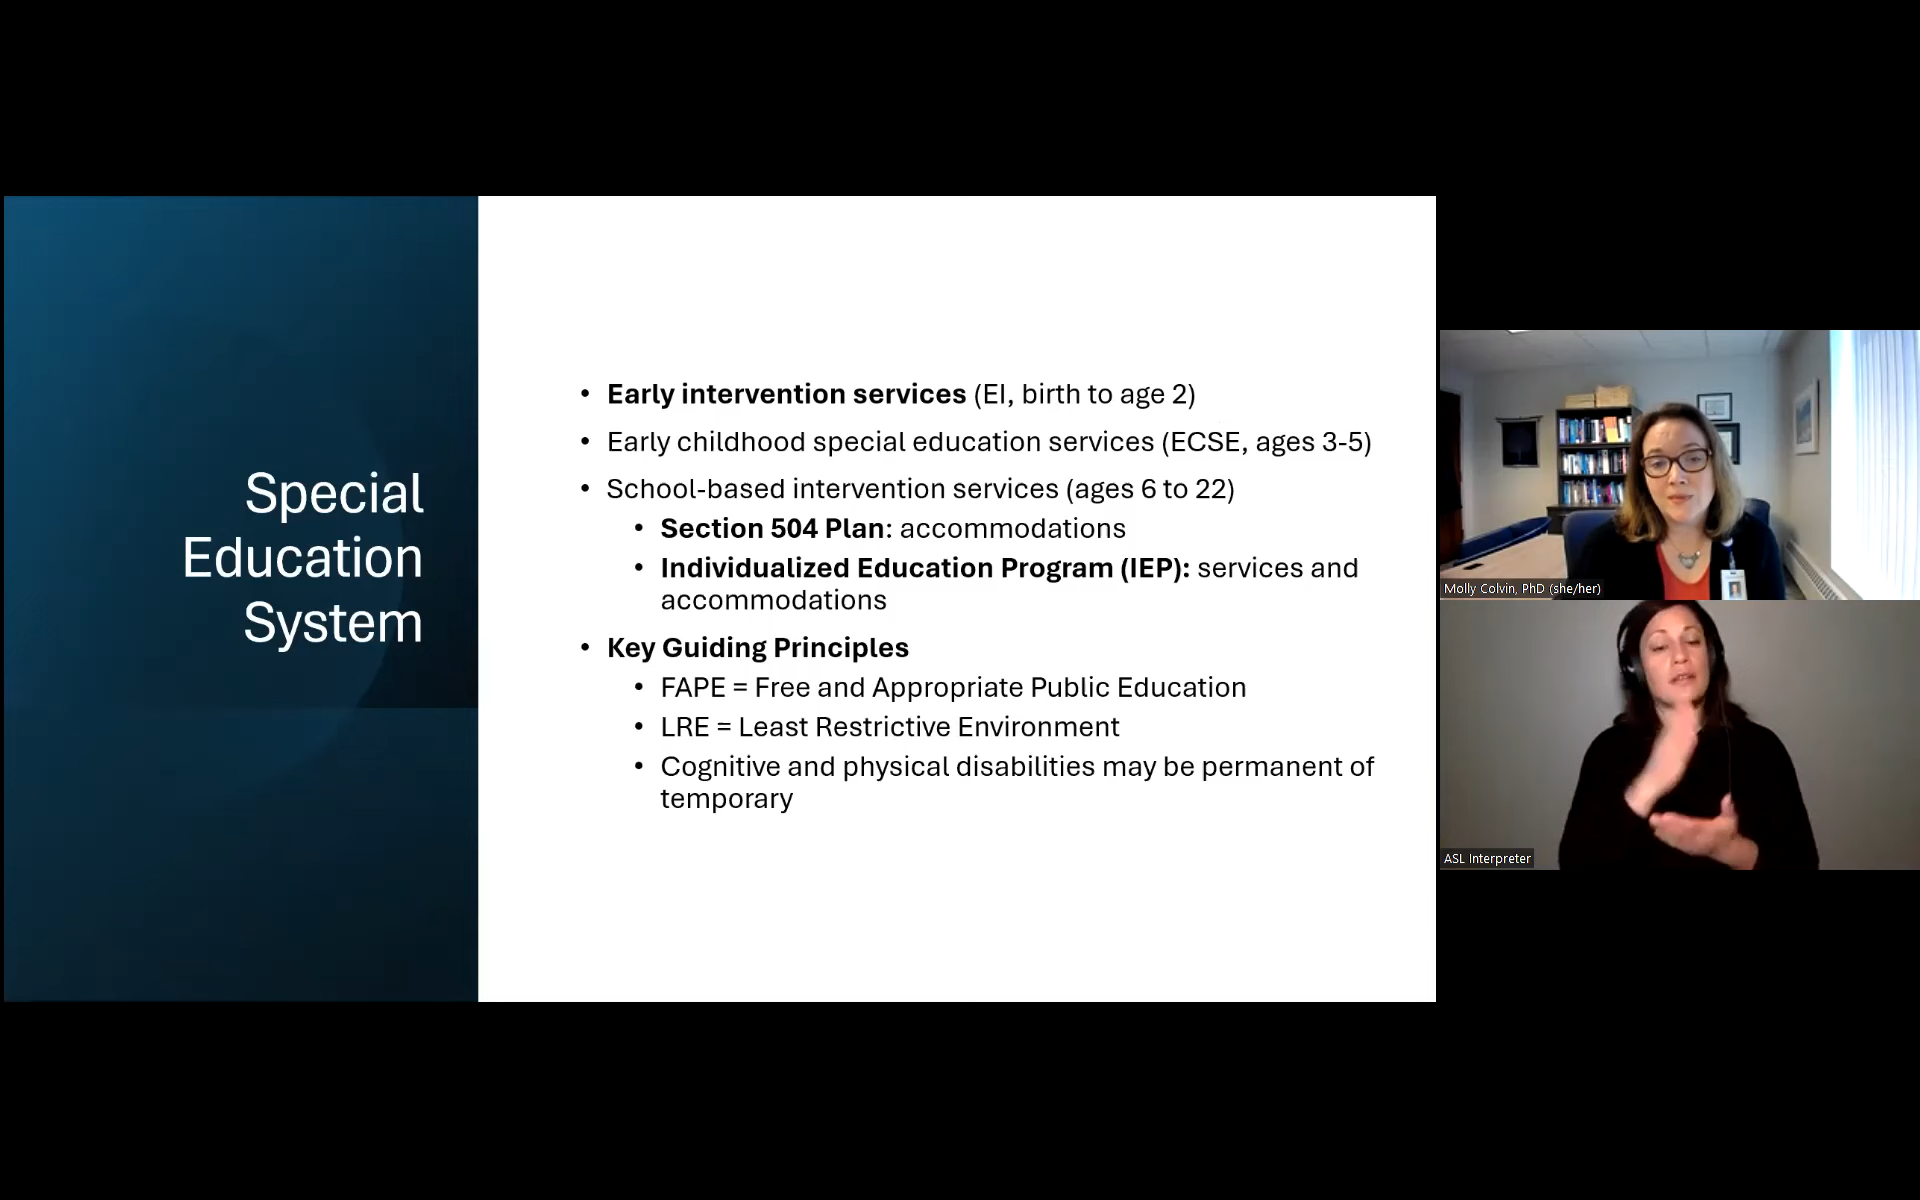 Special
Education
System
• Early intervention services (EI, birth to age 2)
• Early childhood special education services (ECSE, ages 3-5)
• School-based intervention services (ages 6 to 22)
• Section 504 Plan: accommodations
• Individualized Education Program (IEP): services and
accommodations
• Key Guiding Principles
• FAPE = Free and Appropriate Public Education
• LRE = Least Restrictive Environment
• Cognitive and physical disabilities may be permanent of
temporary
Molly Colvin, PhD (she/her)
ASL Interpreter